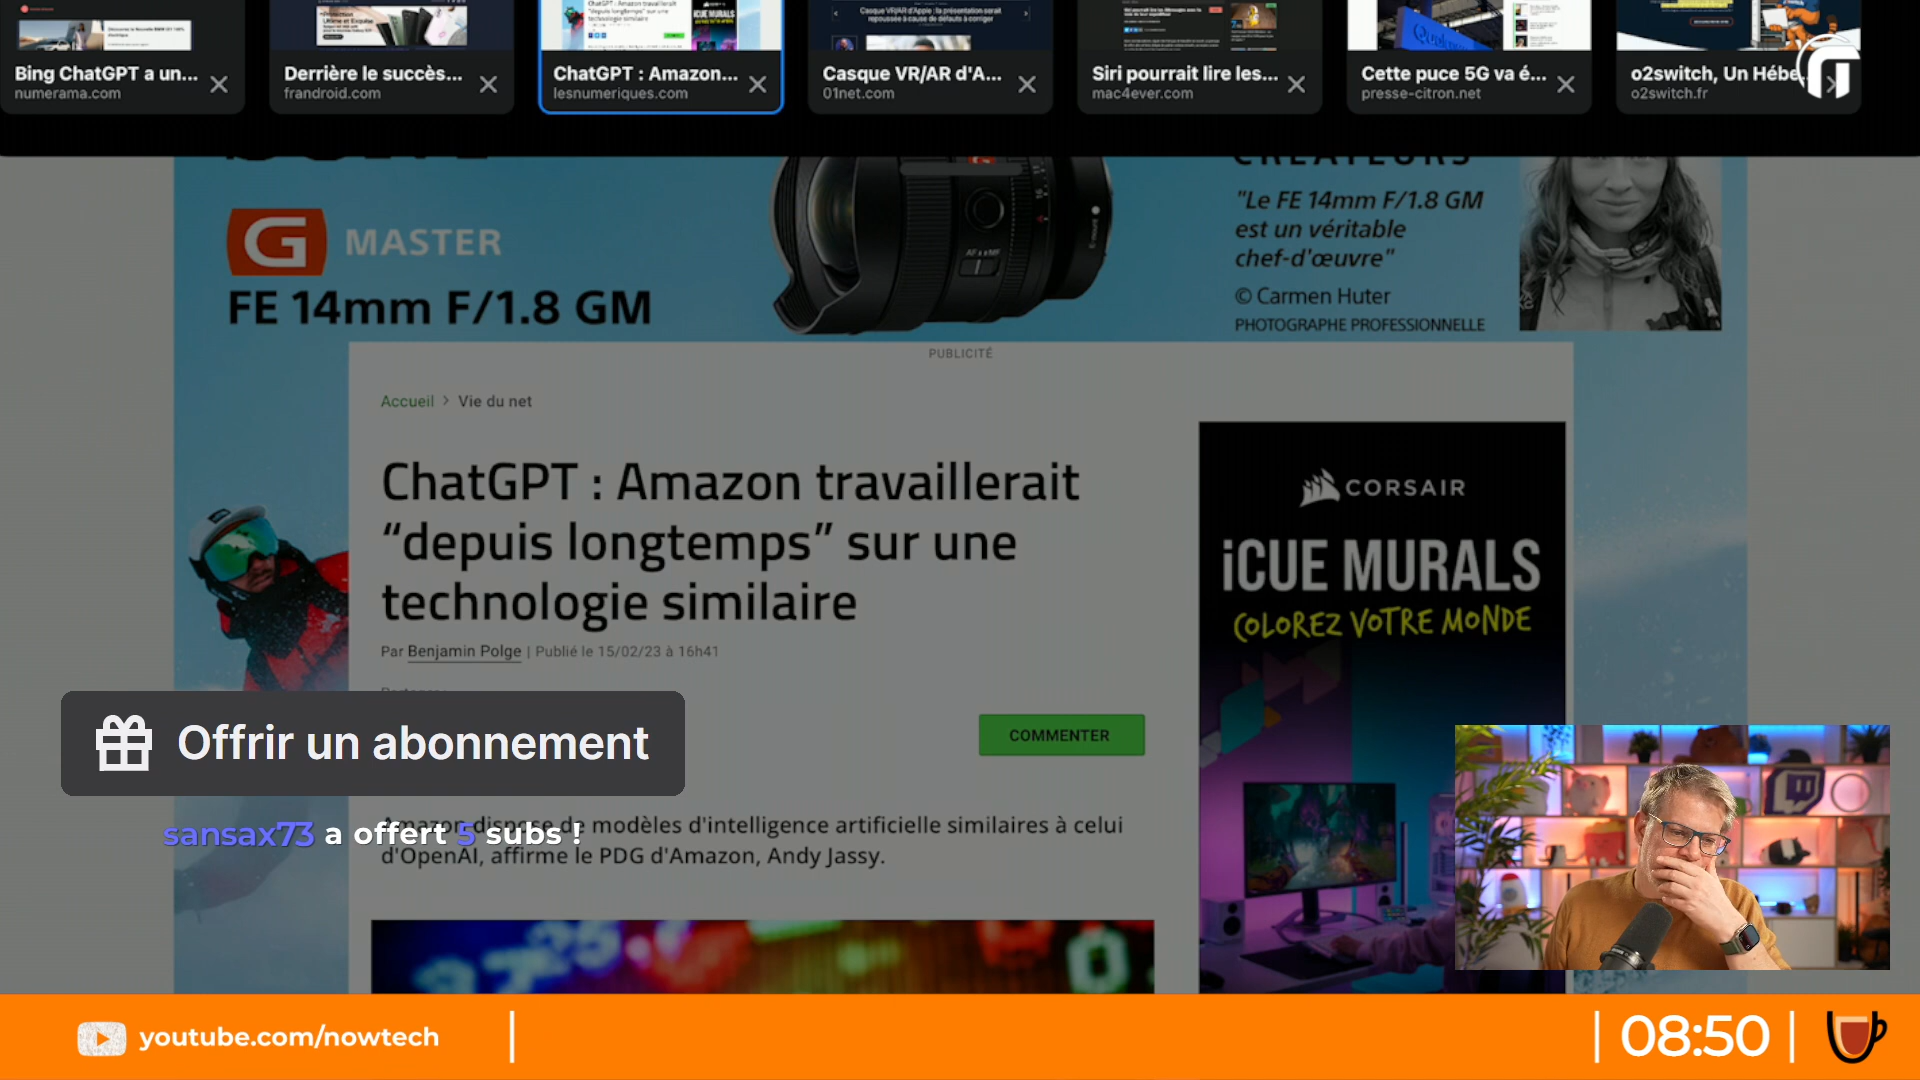 Bing ChatGPT a un...
numerama.com
Derrière le succès...
frandroid.com
ChatGPT : Amazon...
lesnumeriques.com
Casque VR/AR d'A...
01net.com
Siri pourrait lire les...
mac4ever.com
Cette puce 5G va é...
presse-citron.net
o2switch, Un Hébe
o2switch.fr
G MASTER
FE 14mm F/1.8 GM
"Le FE 14mm F/1.8 GM
est un véritable
chef-d'œuvre"
© Carmen Huter
PHOTOGRAPHE PROFESSIONNELLE
PUBLICITÉ
Accueil > Vie du net
ChatGPT : Amazon travaillerait
“depuis longtemps” sur une
technologie similaire
Par Benjamin Polge | Publié le 15/02/23 à 16h41
CORSAIR
iCUE MURALS
COLOREZ VOTRE MONDE
Offrir un abonnement
COMMENTER
sansax73 a offert 5 subs !
Amazon dispose de modèles d'intelligence artificielle similaires à celui
d'OpenAI, affirme le PDG d'Amazon, Andy Jassy.
youtube.com/nowtech
08:50